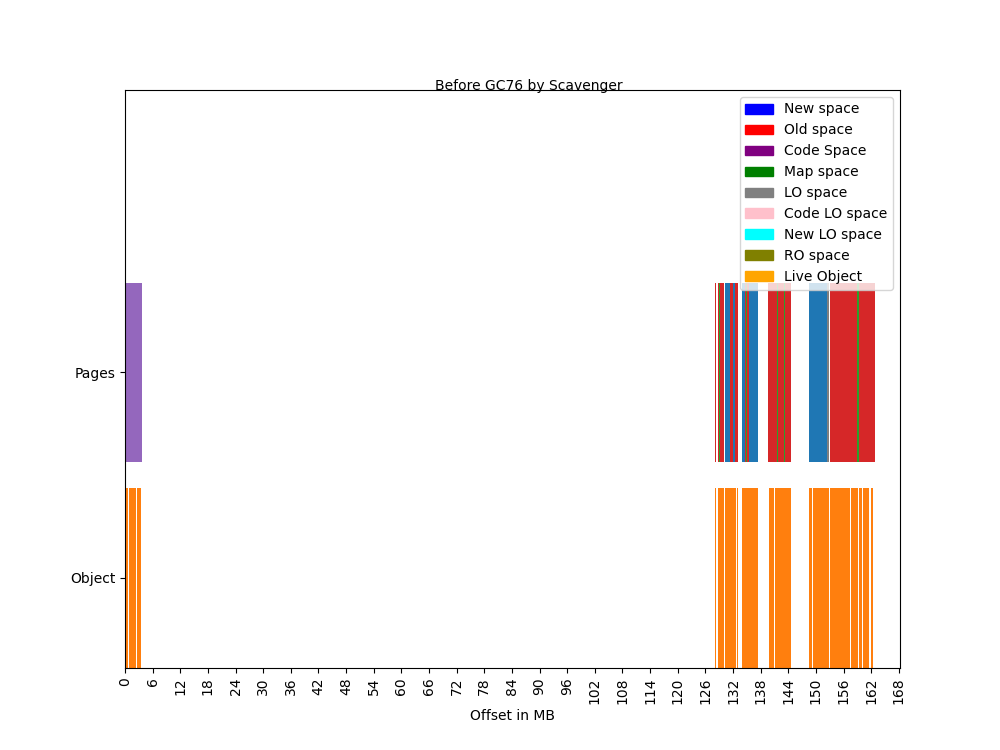 Before GC76 by Scavenger
New space
Old space
Code Space
Map space
LO space
Code LO space
New LO space
RO space
Live Object
Pages
Object
0 6 12 18 24 30 36 42 48 54 60 66 72 78 84 90 96 102 108 114 120 126 132 138 144 150 156 162 168
Offset in MB